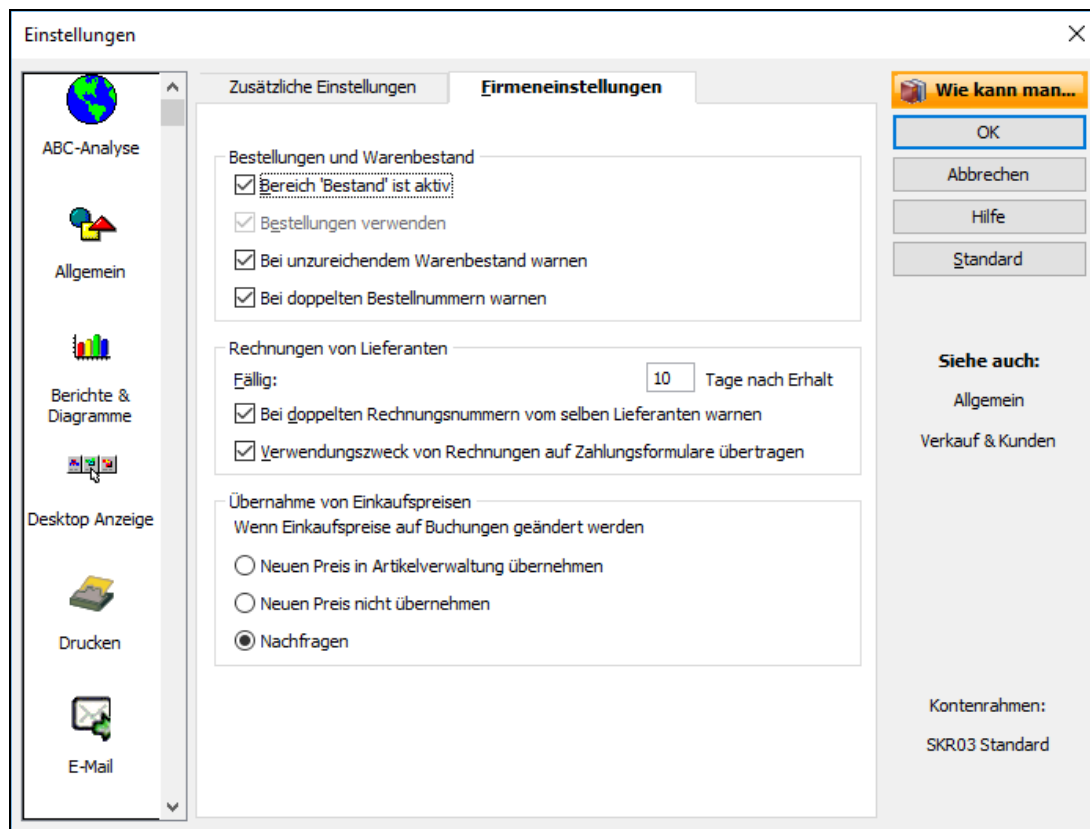 Einstellungen
ABC-Analyse
Allgemein
Berichte &
Diagramme
Desktop Anzeige
Drucken
E-Mail
Zusätzliche Einstellungen
Firmeneinstellungen
Bestellungen und Warenbestand
Bereich 'Bestand' ist aktiv
Bestellungen verwenden
Bei unzureichendem Warenbestand warnen
Bei doppelten Bestellnummern warnen
Rechnungen von Lieferanten
Fällig: 10 Tage nach Erhalt
Bei doppelten Rechnungsnummern vom selben Lieferanten warnen
Verwendungszweck von Rechnungen auf Zahlungsformulare übertragen
Übernahme von Einkaufspreisen
Wenn Einkaufspreise auf Buchungen geändert werden
Neuen Preis in Artikelverwaltung übernehmen
Neuen Preis nicht übernehmen
Nachfragen
Wie kann man...
OK
Abbrechen
Hilfe
Standard
Siehe auch:
Allgemein
Verkauf & Kunden
Kontenrahmen:
SKR03 Standard